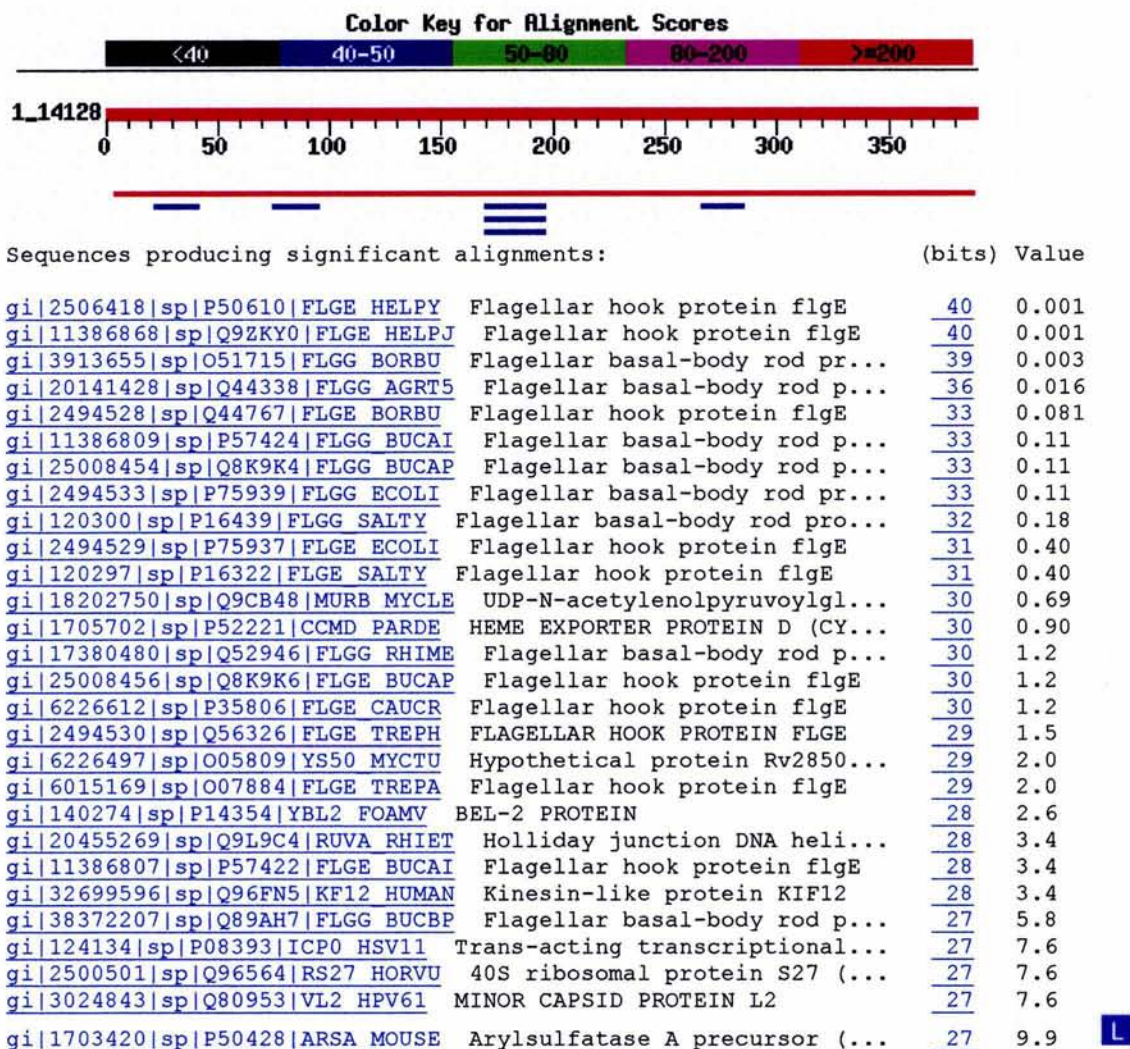 Color Key for Alignment Scores
<40 40-50 50-80 80-200 >=200
1_14128
0 50 100 150 200 250 300 350
Sequences producing significant alignments: (bits) Value
gi|2506418|sp|P50610|FLGE_HELPY Flagellar hook protein flgE 40 0.001
gi|11386868|sp|Q9ZKY0|FLGE_HELPJ Flagellar hook protein flgE 40 0.001
gi|3913655|sp|O51715|FLGG_BORBU Flagellar basal-body rod pr... 39 0.003
gi|20141428|sp|Q44338|FLGG_AGRT5 Flagellar basal-body rod p... 36 0.016
gi|2494528|sp|Q44767|FLGE_BORBU Flagellar hook protein flgE 33 0.081
gi|11386809|sp|P57424|FLGG_BUCAI Flagellar basal-body rod p... 33 0.11
gi|25008454|sp|Q8K9K4|FLGG_BUCAP Flagellar basal-body rod p... 33 0.11
gi|2494533|sp|P75939|FLGG_ECOLI Flagellar basal-body rod pr... 33 0.11
gi|120300|sp|P16439|FLGG_SALTY Flagellar basal-body rod pro... 32 0.18
gi|2494529|sp|P75937|FLGE_ECOLI Flagellar hook protein flgE 31 0.40
gi|120297|sp|P16322|FLGE_SALTY Flagellar hook protein flgE 31 0.40
gi|18202750|sp|Q9CB48|MURB_MYCLE UDP-N-acetylenolpyruvoylgl... 30 0.69
gi|1705702|sp|P52221|CCMD_PARDE HEME EXPORTER PROTEIN D (CY... 30 0.90
gi|17380480|sp|Q52946|FLGG_RHIME Flagellar basal-body rod p... 30 1.2
gi|25008456|sp|Q8K9K6|FLGE_BUCAP Flagellar hook protein flgE 30 1.2
gi|6226612|sp|P35806|FLGE_CAUCR Flagellar hook protein flgE 30 1.2
gi|2494530|sp|Q56326|FLGE_TREPH FLAGELLAR HOOK PROTEIN FLGE 29 1.5
gi|6226497|sp|O05809|YS50_MYCTU Hypothetical protein Rv2850... 29 2.0
gi|6015169|sp|O07884|FLGE_TREPA Flagellar hook protein flgE 29 2.0
gi|140274|sp|P14354|YBL2_FOAMV BEL-2 PROTEIN 28 2.6
gi|20455269|sp|Q9L9C4|RUVA_RHIET Holliday junction DNA heli... 28 3.4
gi|11386807|sp|P57422|FLGE_BUCAI Flagellar hook protein flgE 28 3.4
gi|32699596|sp|Q96FN5|KF12_HUMAN Kinesin-like protein KIF12 28 3.4
gi|38372207|sp|Q89AH7|FLGG_BUCBP Flagellar basal-body rod p... 27 5.8
gi|124134|sp|P08393|ICP0_HSV11 Trans-acting transcriptional... 27 7.6
gi|2500501|sp|Q96564|RS27_HORVU 40S ribosomal protein S27 (... 27 7.6
gi|3024843|sp|Q80953|VL2_HPV61 MINOR CAPSID PROTEIN L2 27 7.6
gi|1703420|sp|P50428|ARSA_MOUSE Arylsulfatase A precursor (... 27 9.9 L